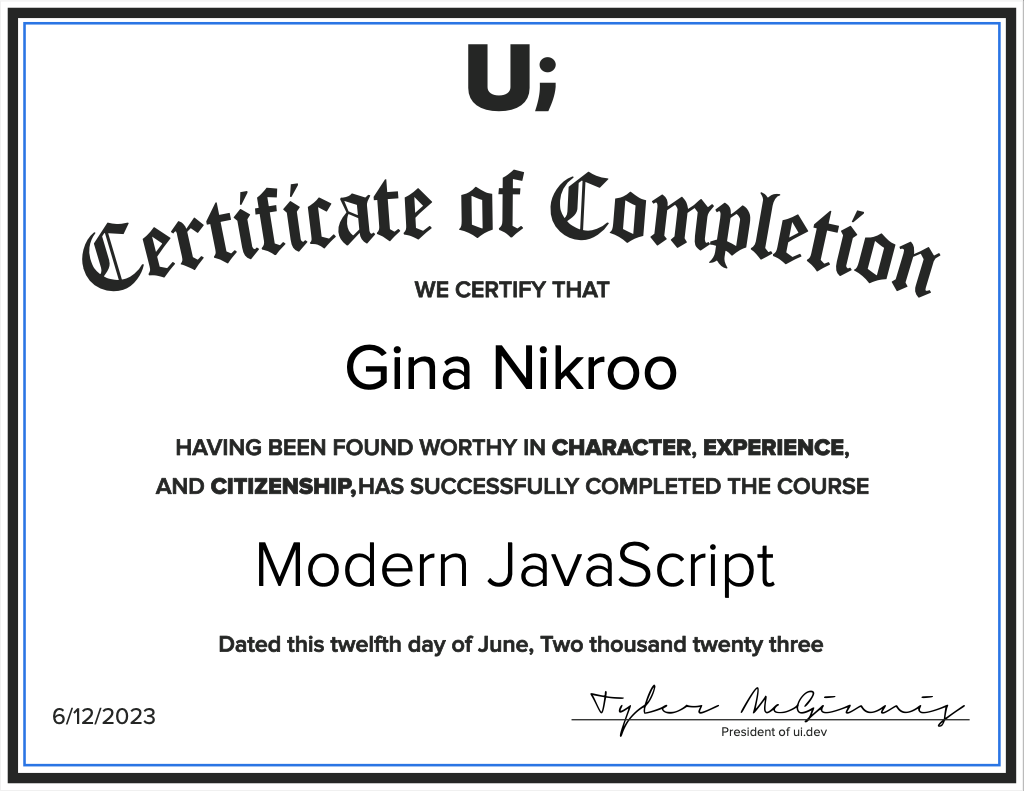 U;
Certificate of Completion
WE CERTIFY THAT
Gina Nikroo
HAVING BEEN FOUND WORTHY IN CHARACTER, EXPERIENCE,
AND CITIZENSHIP,HAS SUCCESSFULLY COMPLETED THE COURSE
Modern JavaScript
Dated this twelfth day of June, Two thousand twenty three
6/12/2023
Tyler McGinnis
President of ui.dev